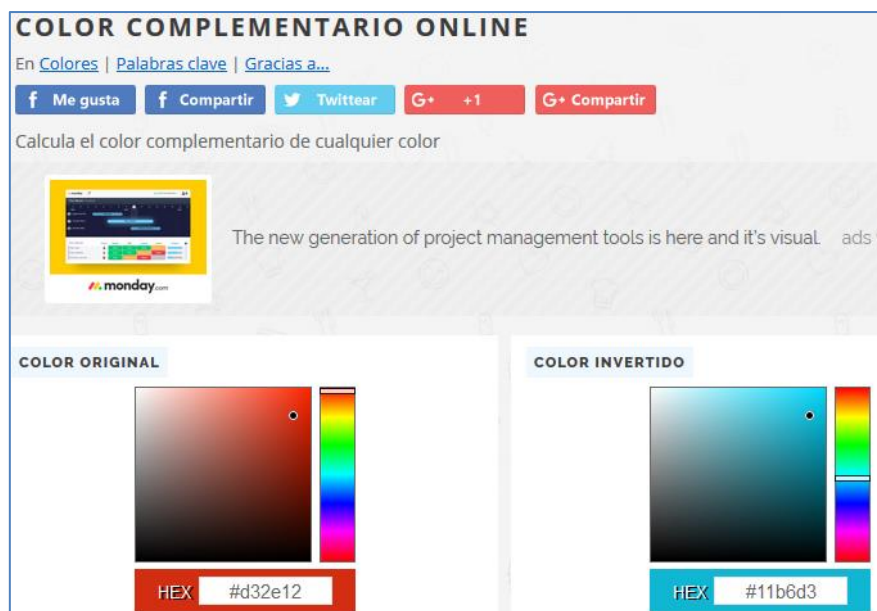 COLOR COMPLEMENTARIO ONLINE
En Colores | Palabras clave | Gracias a...
f Me gusta f Compartir Twittear G+ +1 G+ Compartir
Calcula el color complementario de cualquier color
The new generation of project management tools is here and it's visual. ads
monday.com
COLOR ORIGINAL COLOR INVERTIDO
HEX #d32e12 HEX #11b6d3